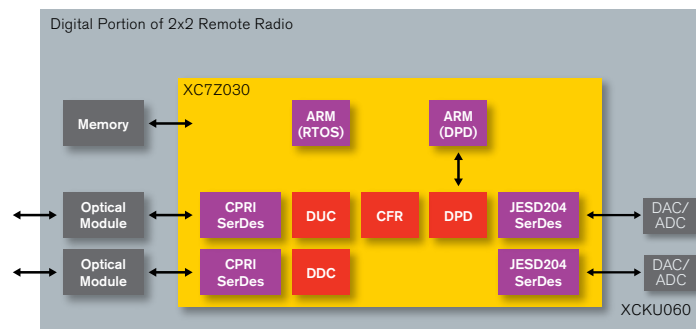 Digital Portion of 2x2 Remote Radio
XC7Z030
Memory
ARM
(RTOS)
ARM
(DPD)
Optical
Module
CPRI
SerDes
DUC
CFR
DPD
JESD204
SerDes
DAC/
ADC
Optical
Module
CPRI
SerDes
DDC
JESD204
SerDes
DAC/
ADC
XCKU060